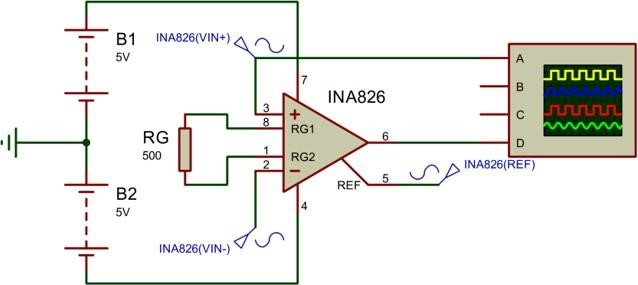 B1
5V
INA826(VIN+)
A
B
C
D
7
INA826
3
+
8
RG1
RG
500
1
RG2
2
−
6
REF
5
INA826(REF)
B2
5V
4
INA826(VIN-)